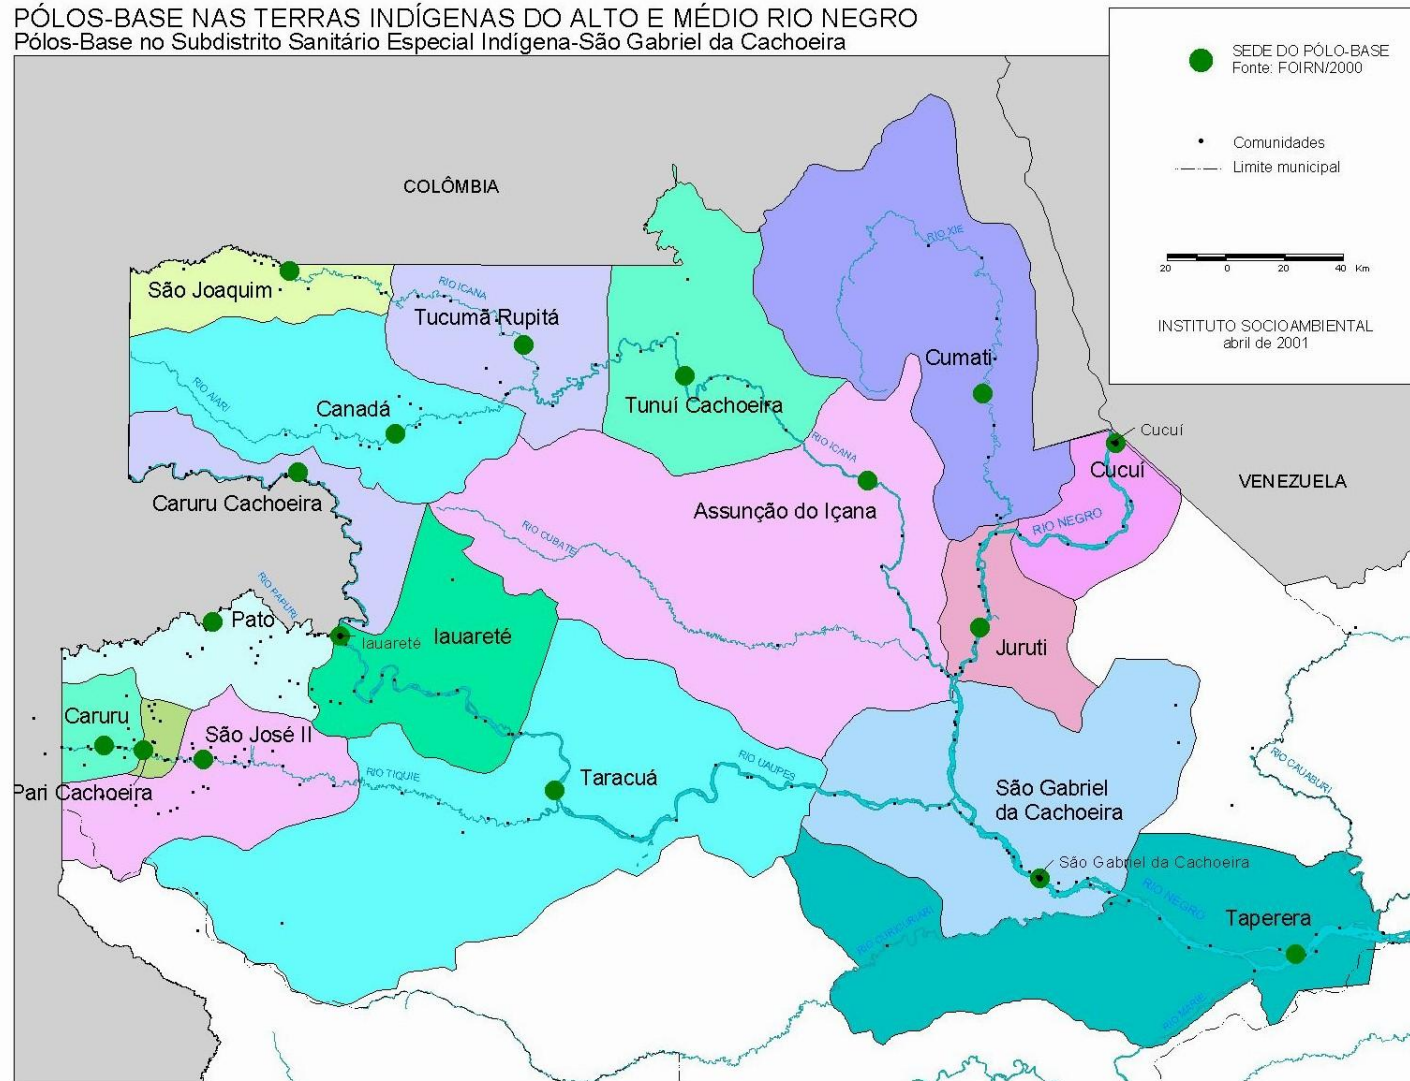 PÓLOS-BASE NAS TERRAS INDÍGENAS DO ALTO E MÉDIO RIO NEGRO
Pólos-Base no Subdistrito Sanitário Especial Indígena-São Gabriel da Cachoeira
SEDE DO PÓLO-BASE
Fonte: FOIRN/2000
Comunidades
Limite municipal
20 0 20 40 Km
INSTITUTO SOCIOAMBIENTAL
abril de 2001
COLÔMBIA
RIO XIE
São Joaquim
RIO IÇANA
Tucumã Rupitá
Cumati
RIO AIARI
Canadá
Tunuí Cachoeira
RIO IÇANA
Cucuí
Cucuí
VENEZUELA
Caruru Cachoeira
Assunção do Içana
RIO NEGRO
RIO CUBATE
RIO PAPURI
Pato
Iauareté
Iauareté
Juruti
Caruru
São José II
RIO TIQUIE
Taracuá
RIO UAUPES
RIO CAUABURI
Pari Cachoeira
São Gabriel
da Cachoeira
São Gabriel da Cachoeira
RIO NEGRO
RIO CURICURIARI
Taperera
RIO MARIE